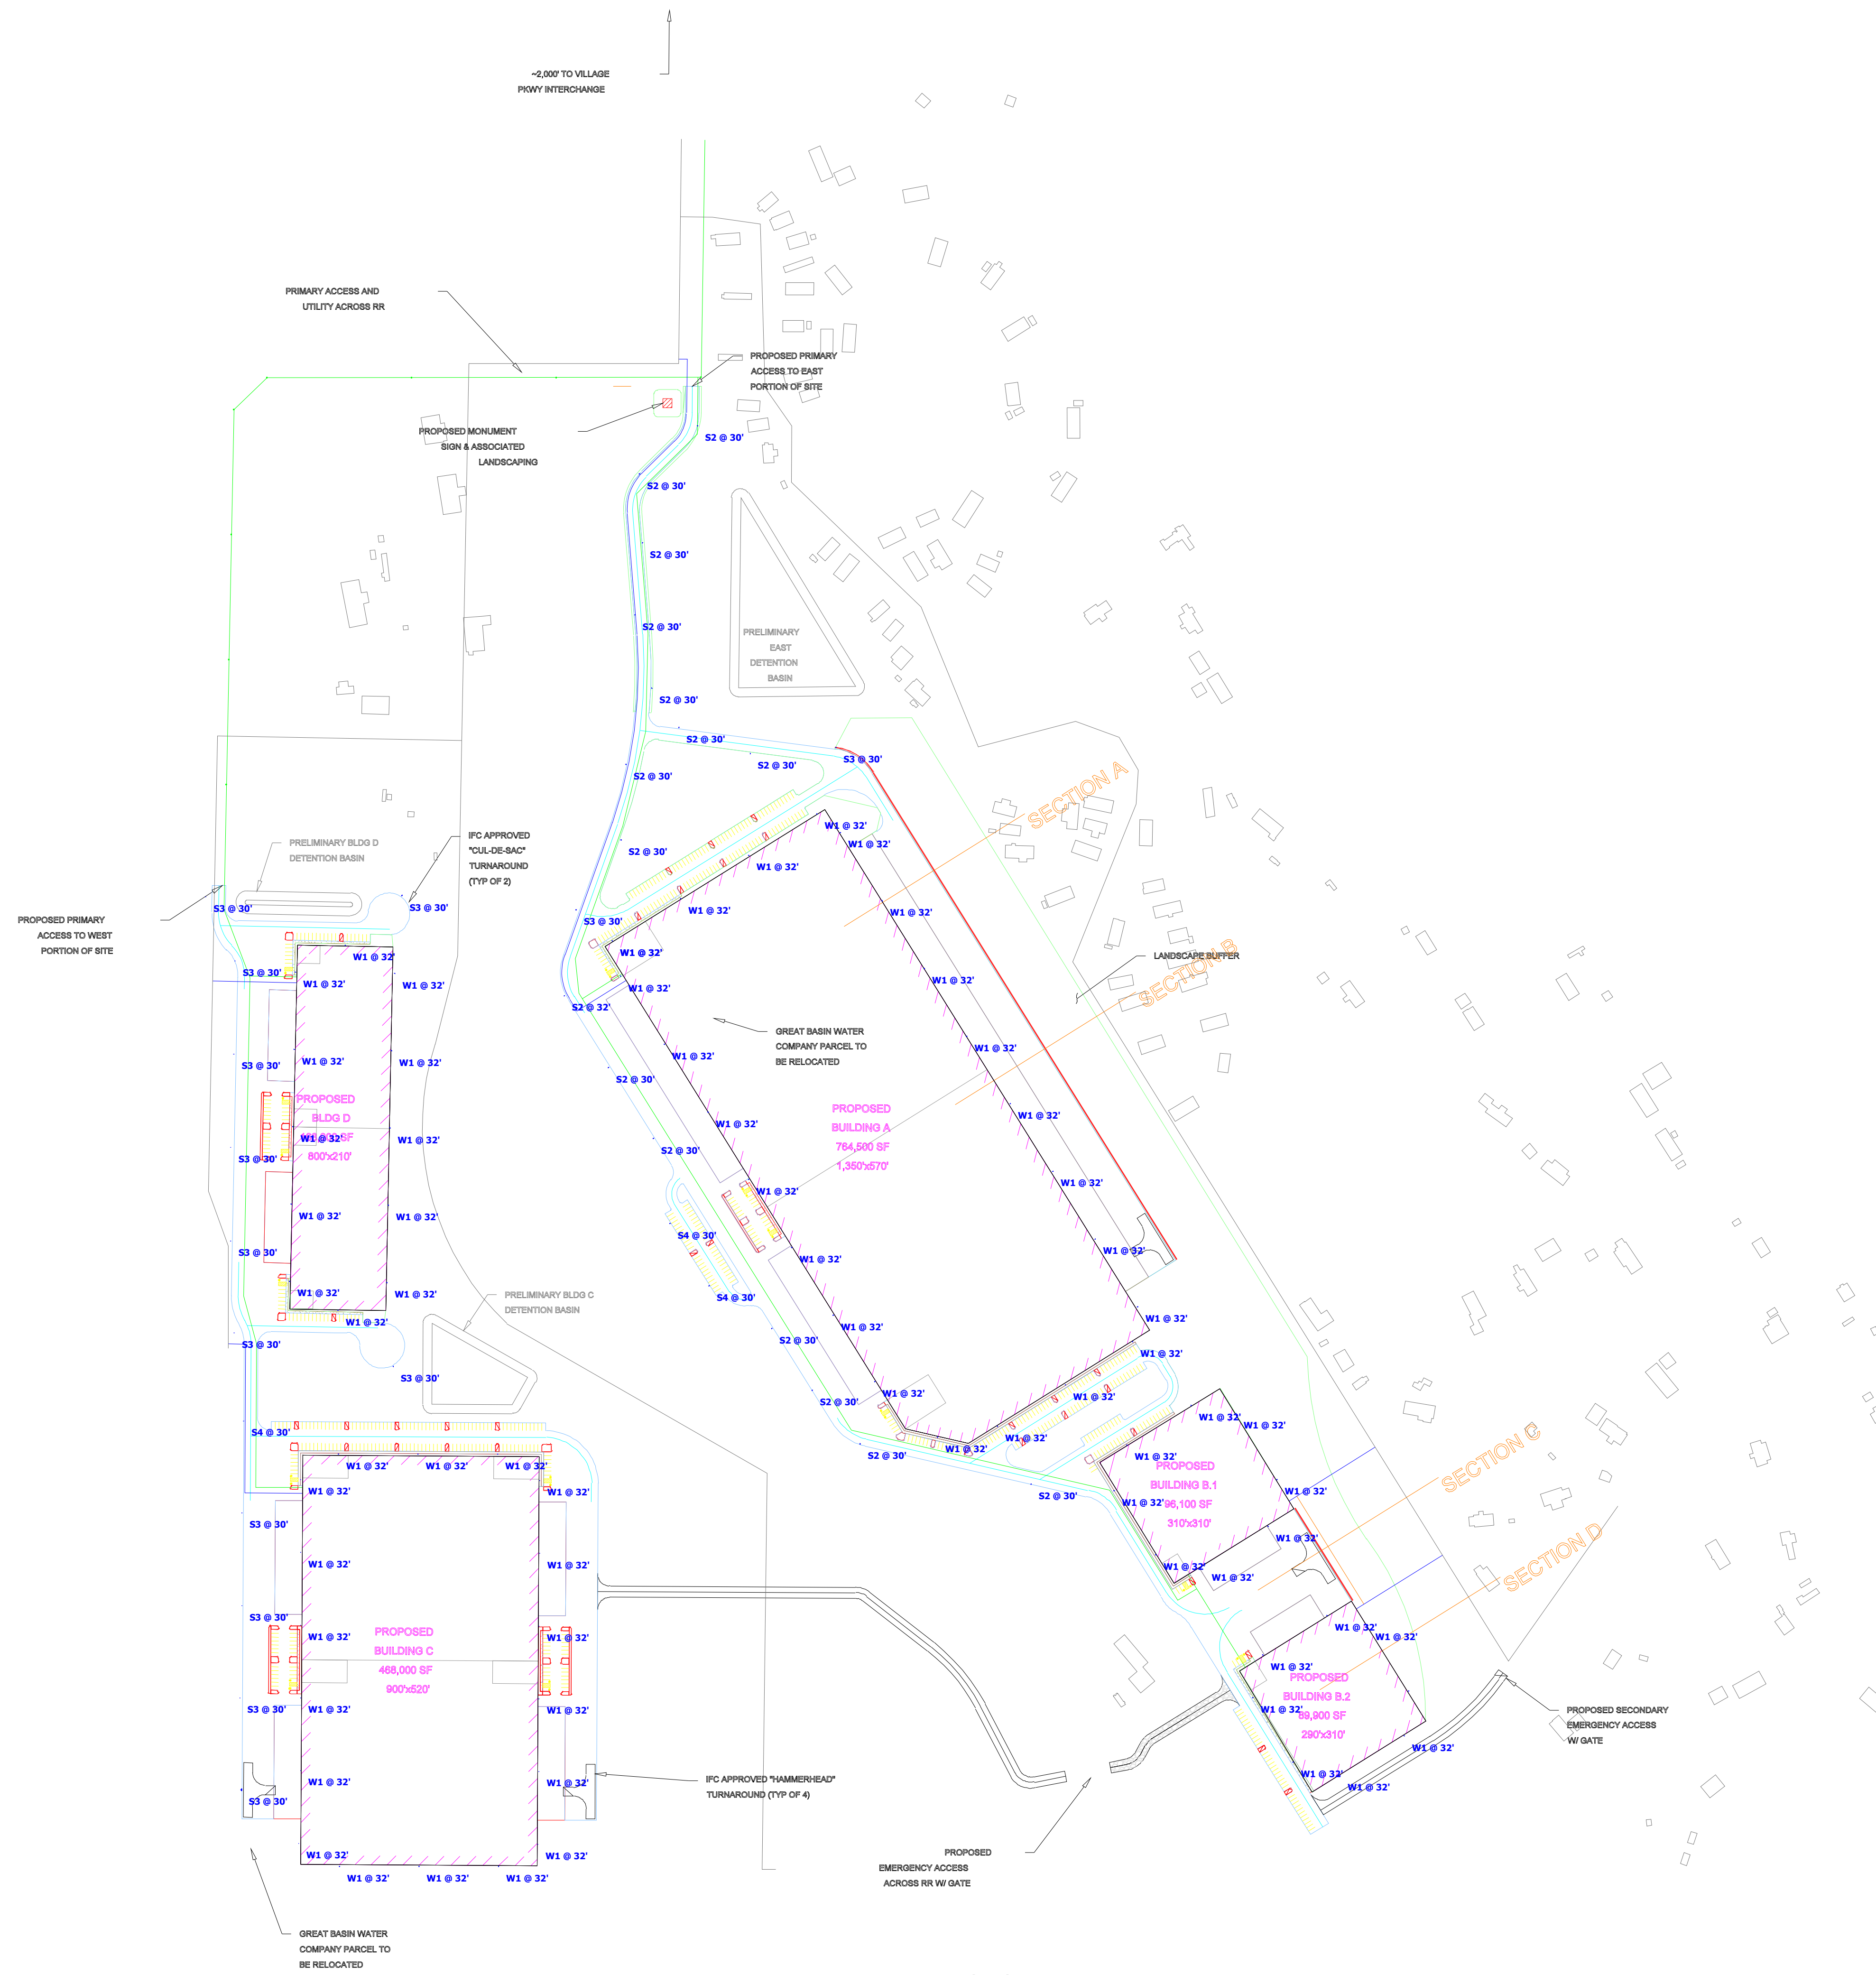 ~2,000' TO VILLAGE
PKWY INTERCHANGE
PRIMARY ACCESS AND
UTILITY ACROSS RR
PROPOSED PRIMARY
ACCESS TO EAST
PORTION OF SITE
PROPOSED MONUMENT
SIGN & ASSOCIATED
LANDSCAPING
S2 @ 30'
S2 @ 30'
S2 @ 30'
S2 @ 30'
PRELIMINARY
EAST
DETENTION
BASIN
S2 @ 30'
S2 @ 30'
S3 @ 30'
S2 @ 30'
S2 @ 30'
SECTION A
S2 @ 30'
W1 @ 32'
W1 @ 32'
W1 @ 32'
W1 @ 32'
W1 @ 32'
PRELIMINARY BLDG D
DETENTION BASIN
IFC APPROVED
"CUL-DE-SAC"
TURNAROUND
(TYP OF 2)
PROPOSED PRIMARY
ACCESS TO WEST
PORTION OF SITE
S3 @ 30'
S3 @ 30'
S3 @ 30'
W1 @ 32'
W1 @ 32'
SECTION B
LANDSCAPE BUFFER
S3 @ 30'
W1 @ 32'
W1 @ 32'
W1 @ 32'
S2 @ 32'
GREAT BASIN WATER
COMPANY PARCEL TO
BE RELOCATED
W1 @ 32'
W1 @ 32'
S3 @ 30'
W1 @ 32'
W1 @ 32'
S2 @ 30'
PROPOSED
BLDG D
800'x210'
W1 @ 32'
W1 @ 32'
S3 @ 30'
PROPOSED
BUILDING A
764,500 SF
1,350'x570'
W1 @ 32'
S2 @ 30'
W1 @ 32'
W1 @ 32'
W1 @ 32'
W1 @ 32'
W1 @ 32'
S4 @ 30'
W1 @ 32'
W1 @ 32'
S3 @ 30'
W1 @ 32'
W1 @ 32'
W1 @ 32'
S3 @ 30'
S3 @ 30'
PRELIMINARY BLDG C
DETENTION BASIN
S4 @ 30'
S2 @ 30'
W1 @ 32'
W1 @ 32'
W1 @ 32'
S2 @ 30'
W1 @ 32'
W1 @ 32'
W1 @ 32'
W1 @ 32'
S2 @ 30'
S2 @ 30'
W1 @ 32'
W1 @ 32'
W1 @ 32'
PROPOSED
BUILDING B.1
96,100 SF
310'x310'
W1 @ 32'
W1 @ 32'
W1 @ 32'
W1 @ 32'
W1 @ 32'
SECTION C
SECTION D
S4 @ 30'
W1 @ 32'
W1 @ 32'
W1 @ 32'
W1 @ 32'
W1 @ 32'
S3 @ 30'
W1 @ 32'
W1 @ 32'
S3 @ 30'
W1 @ 32'
W1 @ 32'
PROPOSED
BUILDING C
468,000 SF
900'x520'
S3 @ 30'
W1 @ 32'
W1 @ 32'
W1 @ 32'
W1 @ 32'
S3 @ 30'
W1 @ 32'
W1 @ 32'
W1 @ 32'
W1 @ 32'
W1 @ 32'
W1 @ 32'
W1 @ 32'
W1 @ 32'
PROPOSED
BUILDING B.2
89,900 SF
290'x310'
W1 @ 32'
W1 @ 32'
W1 @ 32'
PROPOSED SECONDARY
EMERGENCY ACCESS
W/ GATE
IFC APPROVED "HAMMERHEAD"
TURNAROUND (TYP OF 4)
PROPOSED
EMERGENCY ACCESS
ACROSS RR W/ GATE
W1 @ 32'
W1 @ 32'
GREAT BASIN WATER
COMPANY PARCEL TO
BE RELOCATED